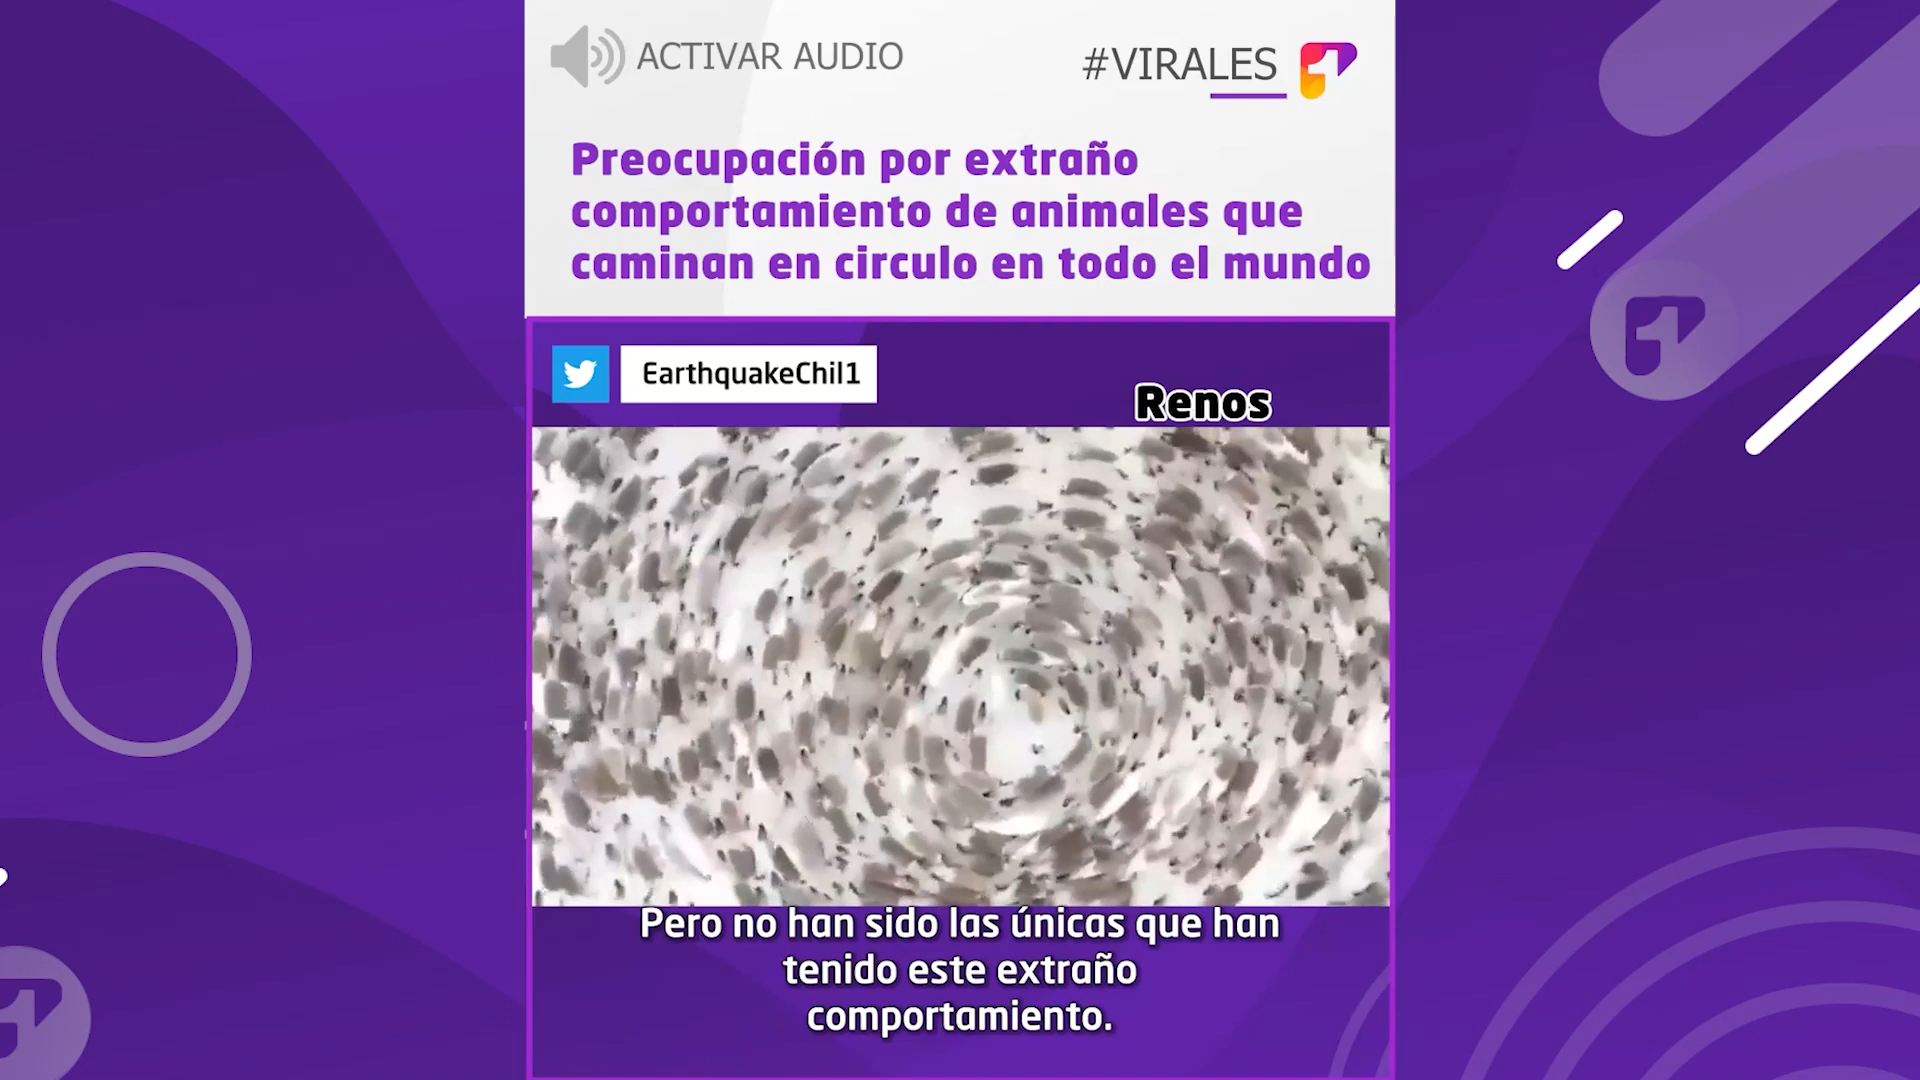 ACTIVAR AUDIO
#VIRALES
Preocupación por extraño
comportamiento de animales que
caminan en circulo en todo el mundo
EarthquakeChil1
Renos
Pero no han sido las únicas que han
tenido este extraño
comportamiento.